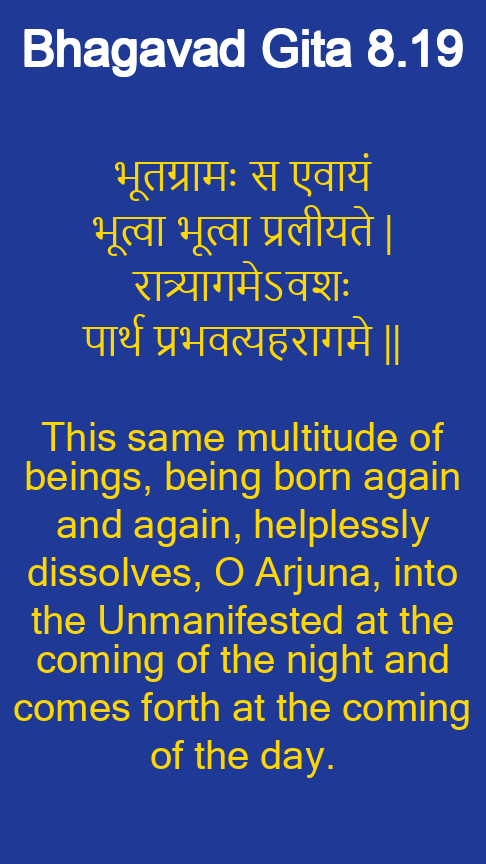 Bhagavad Gita 8.19
भूतग्रामः स एवायं
भूत्वा भूत्वा प्रलीयते |
रात्र्यागमेऽवशः
पार्थ प्रभवत्यहरागमे ||
This same multitude of
beings, being born again
and again, helplessly
dissolves, O Arjuna, into
the Unmanifested at the
coming of the night and
comes forth at the coming
of the day.